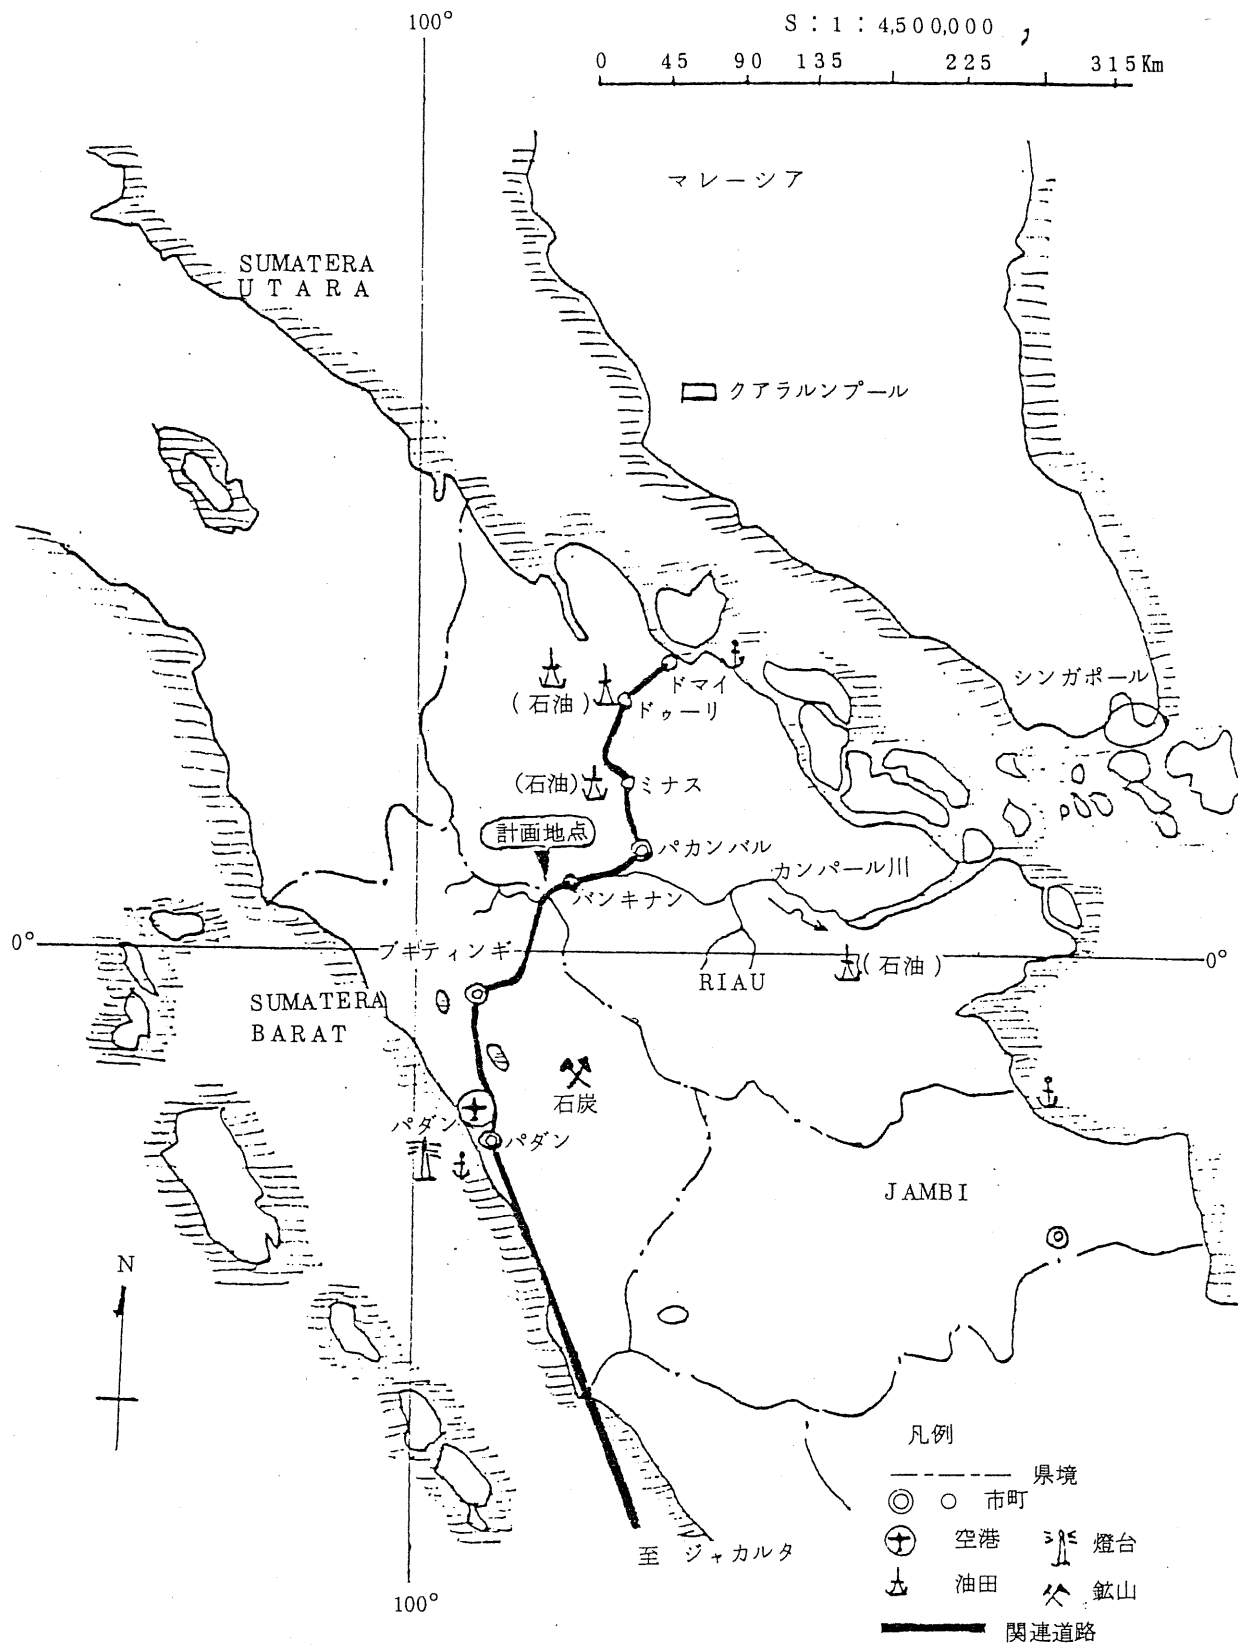 100°
S : 1 : 4,500,000
0 45 90 135 225 315 Km
マレーシア
SUMATERA
UTARA
クアラルンプール
シンガポール
ドマイ
(石油)
ドゥーリ
(石油)
ミナス
計画地点
パカンバル
カンパール川
バンキナン
0°
ブキティンギ
0°
(石油)
RIAU
SUMATERA
BARAT
石炭
パダン
パダン
JAMBI
N
凡例
県境
市町
空港
燈台
油田
鉱山
関連道路
至 ジャカルタ
100°